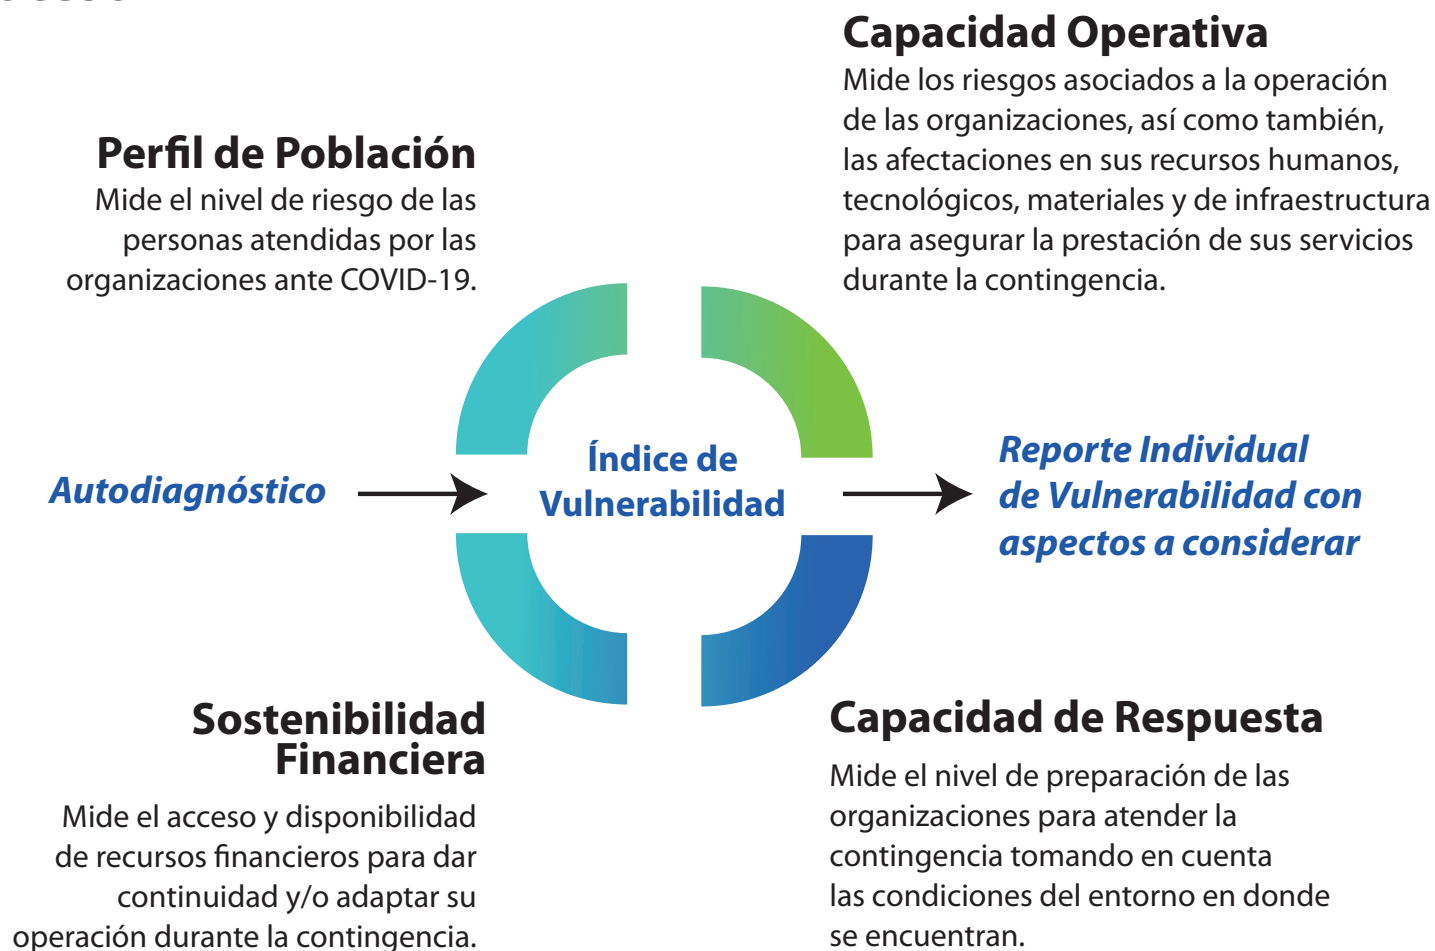 Capacidad Operativa
Mide los riesgos asociados a la operación
de las organizaciones, así como también,
las afectaciones en sus recursos humanos,
tecnológicos, materiales y de infraestructura
para asegurar la prestación de sus servicios
durante la contingencia.
Perfil de Población
Mide el nivel de riesgo de las
personas atendidas por las
organizaciones ante COVID-19.
Autodiagnóstico
Índice de
Vulnerabilidad
Reporte Individual
de Vulnerabilidad con
aspectos a considerar
Sostenibilidad
Financiera
Mide el acceso y disponibilidad
de recursos financieros para dar
continuidad y/o adaptar su
operación durante la contingencia.
Capacidad de Respuesta
Mide el nivel de preparación de las
organizaciones para atender la
contingencia tomando en cuenta
las condiciones del entorno en donde
se encuentran.